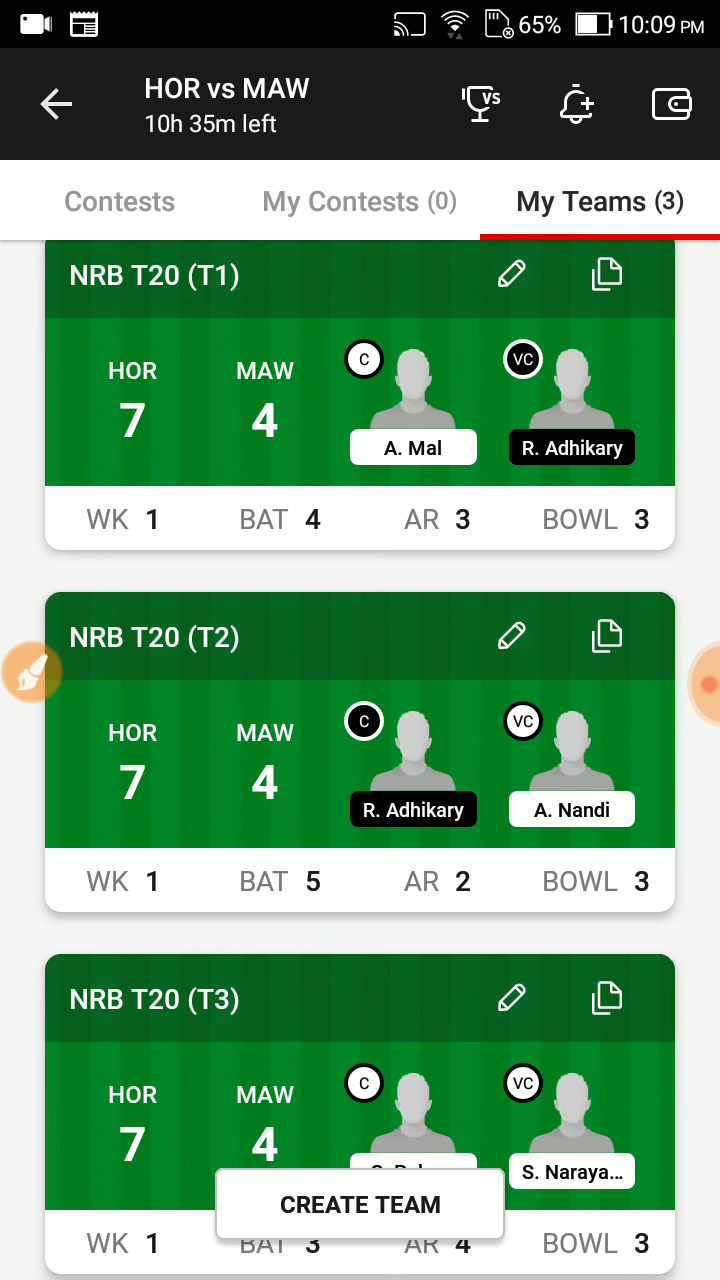 65% 10:09 PM
HOR vs MAW
10h 35m left
VS
Contests My Contests (0) My Teams (3)
NRB T20 (T1)
HOR MAW C VC
7 4
A. Mal R. Adhikary
WK 1 BAT 4 AR 3 BOWL 3
NRB T20 (T2)
HOR MAW C VC
7 4
R. Adhikary A. Nandi
WK 1 BAT 5 AR 2 BOWL 3
NRB T20 (T3)
HOR MAW C VC
7 4
S. Naraya...
CREATE TEAM
WK 1 BAT 3 AR 4 BOWL 3